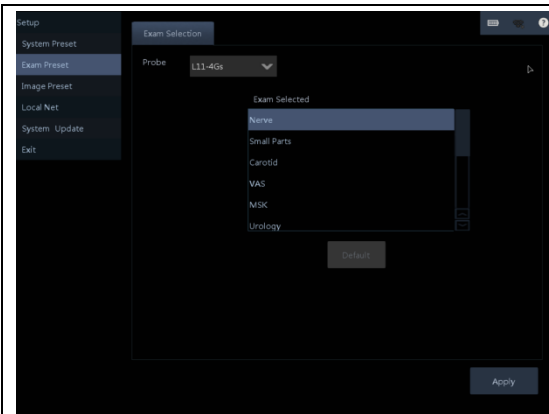 Setup
System Preset
Exam Preset
Image Preset
Local Net
System Update
Exit
Exam Selection
?
Probe
L11-4Gs
Exam Selected
Nerve
Small Parts
Carotid
VAS
MSK
Urology
Default
Apply